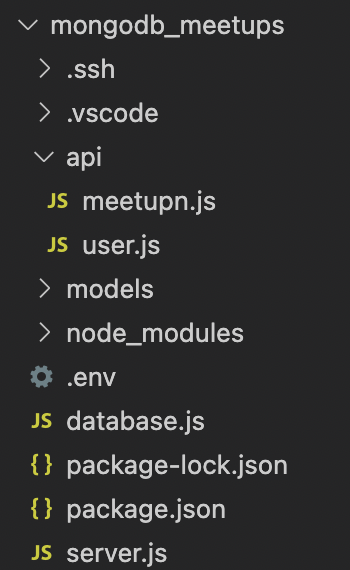 mongodb_meetups
.ssh
.vscode
api
JS meetupn.js
JS user.js
models
node_modules
.env
JS database.js
{} package-lock.json
{} package.json
JS server.js